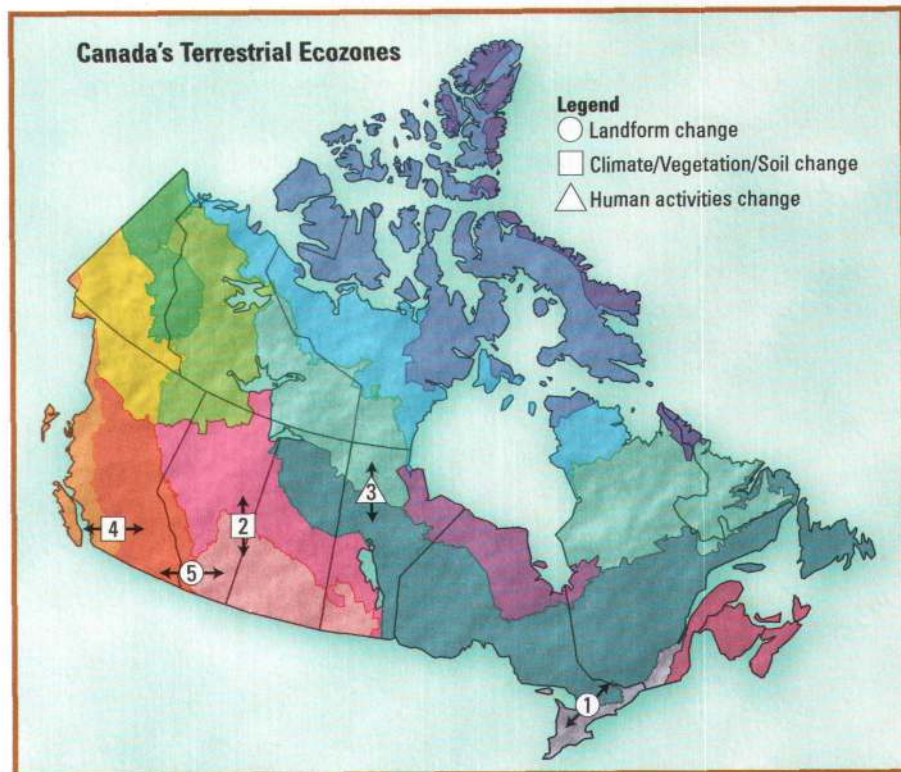 Canada's Terrestrial Ecozones
Legend
Landform change
Climate/Vegetation/Soil change
Human activities change
3
4
2
5
1